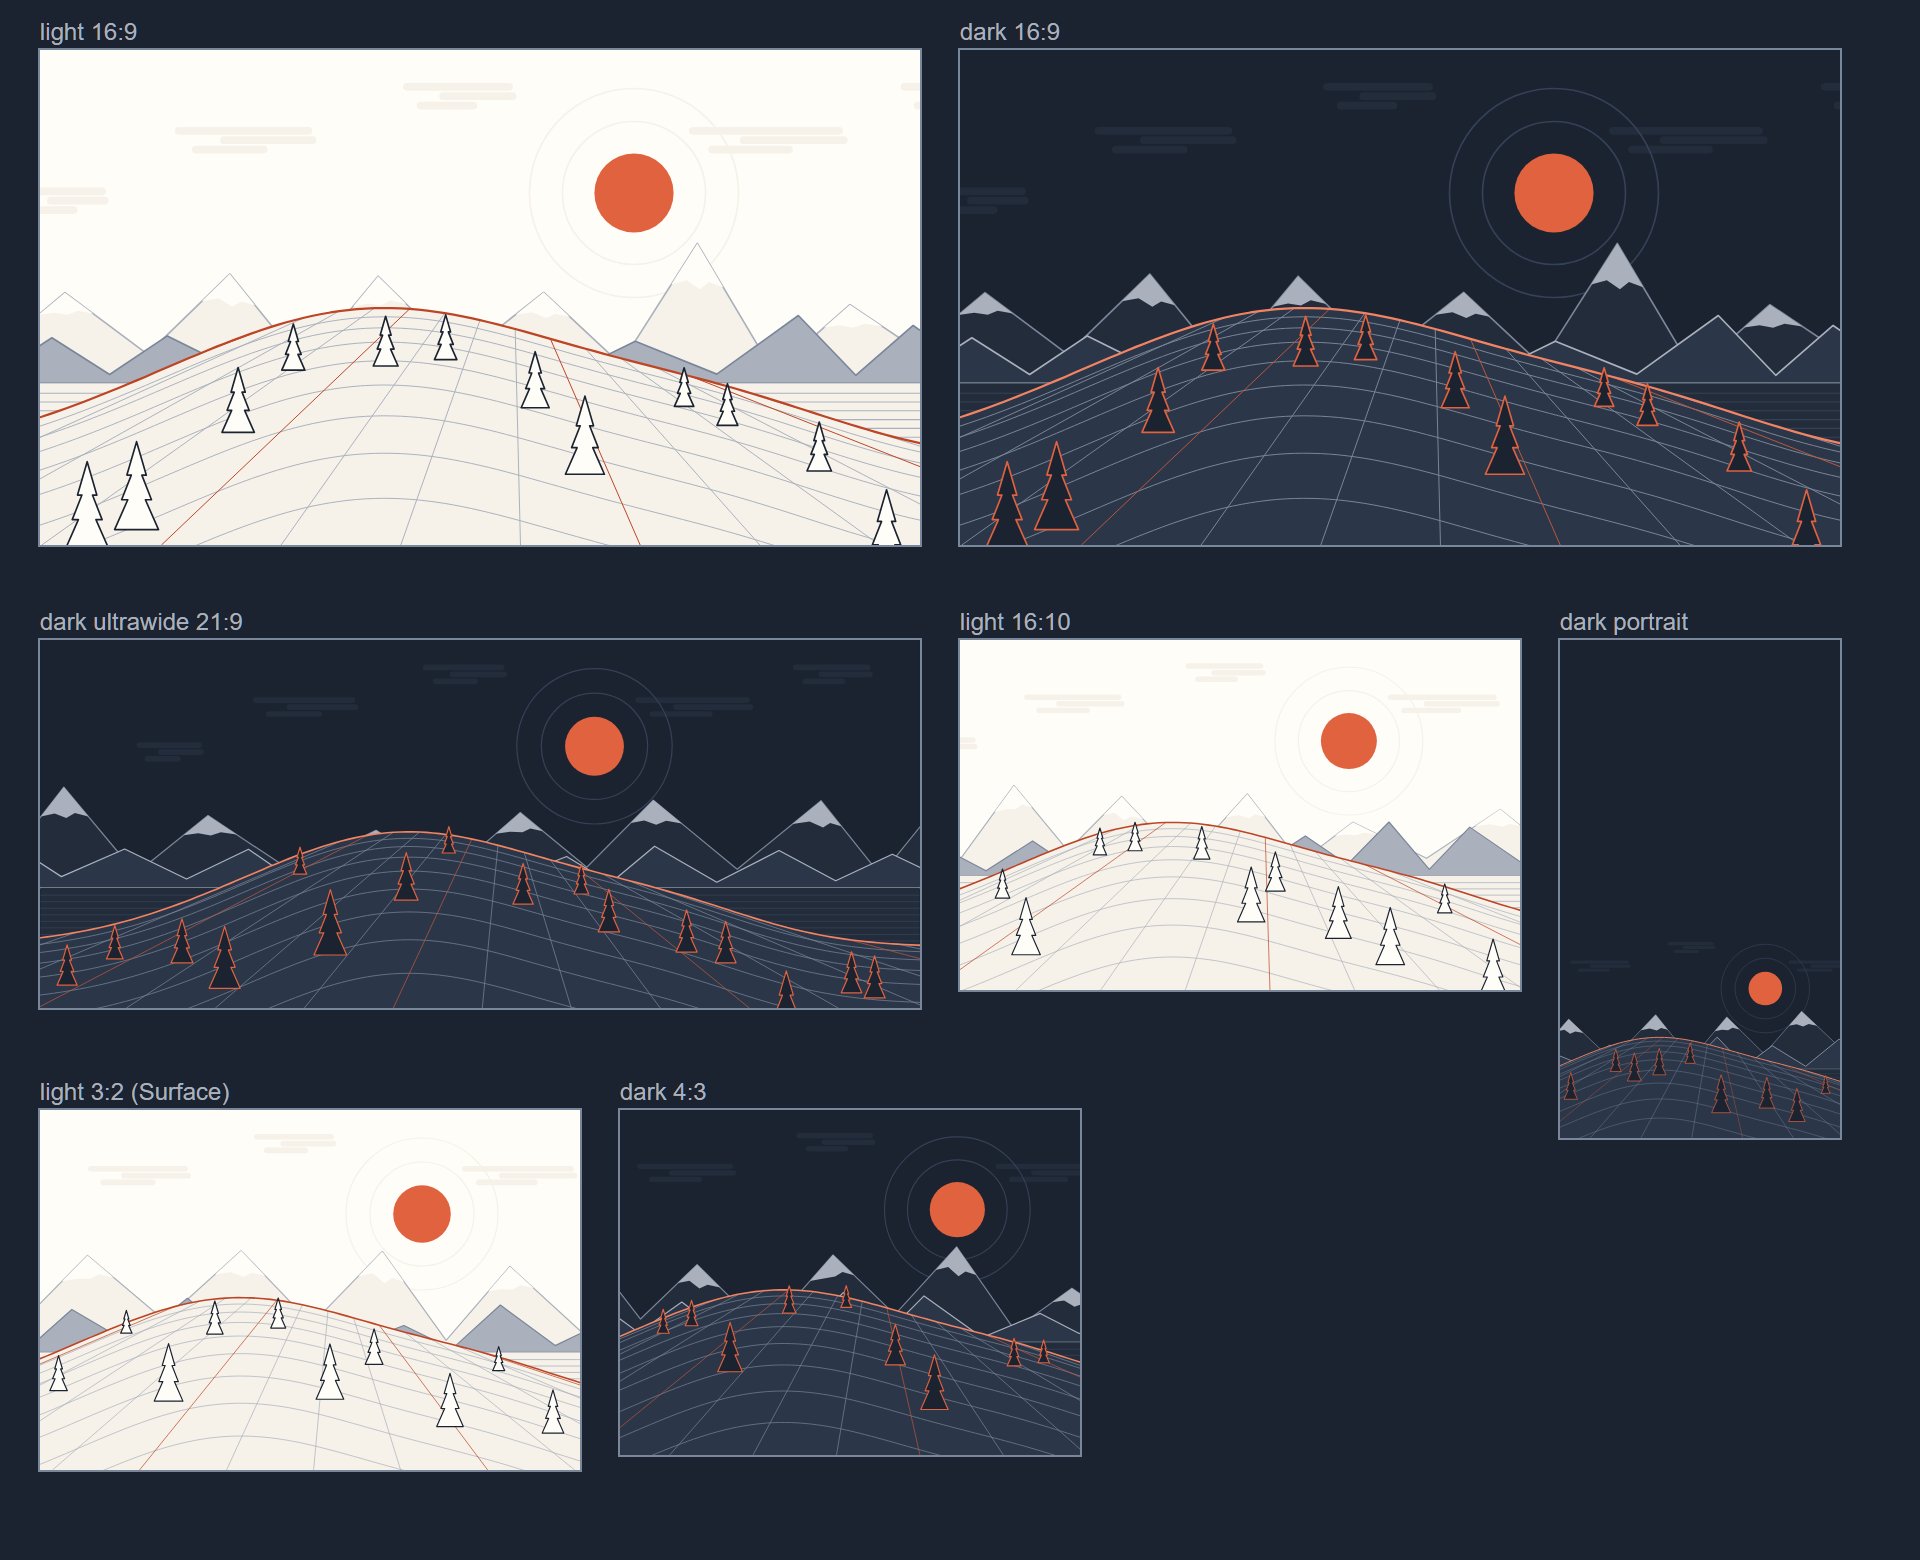 light 16:9
dark 16:9
dark ultrawide 21:9
light 16:10
dark portrait
light 3:2 (Surface)
dark 4:3